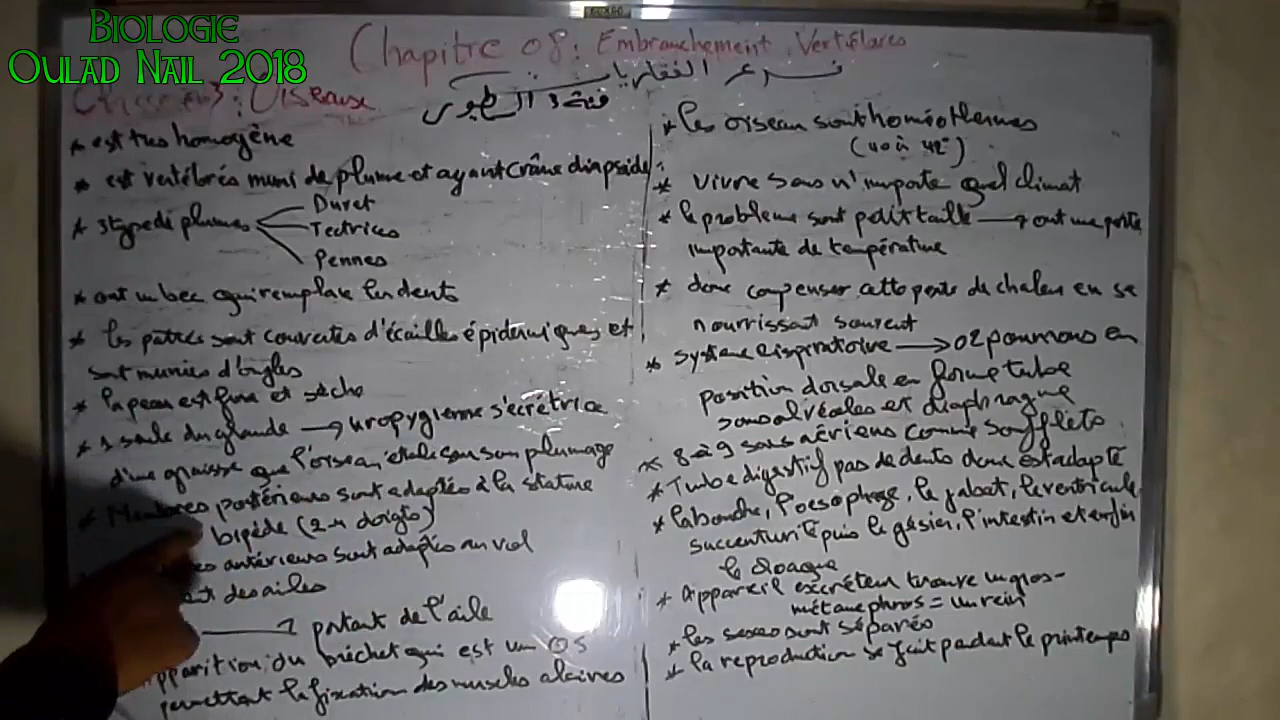 Biologie
Oulad Nail 2018
Chapitre 08: Embranchement Vertébrés
فرع الفقاريات
Classe 3: Oiseaux
فئة 3 الطيور
* est tres homogène
* est vertébrés muni de plume et ayant crâne diapside
* 3 type de plumes
Duvet
Tectrices
Pennes
* ont un bec qui remplace les dents
* les pattes sont couvertes d'écailles épidermiques et
sont munies d'ongles
* la peau est fine et sèche
* 1 seule du glande → uropygienne s'ecrétrice
d'une graisse que l'oiseau étale sur son plumage
* Membres postérieurs sont adaptés à la stature
bipède (2-4 doigts)
antérieurs sont adaptés au vol
des ailes
→ portant de l'aile
pparition du bréchet qui est un os
permettant la fixation des muscles alaires
* les oiseau sont homéothermes
(40 à 42°)
* vivre sous n'importe quel climat
* le probleme sont petit taille → ont une perte
importante de température
* donc compenser cette perte de chaleur en se
nourrissant souvent
* système respiratoire → 02 poumons en
position dorsale en forme tube
sans alvéoles et diaphragme
* 8 à 9 sans aériens comme soufflets
* Tube digestif pas de dents donc est adapté
* la bouche, l'oesophage, le jabot, le ventricule
succenturié puis le gésier, l'intestin et enfin
le cloaque
* appareil excréteur trouve un gros-
métanephros = un rein
* les sexes sont séparés
* la reproduction se fait pendant le printemps